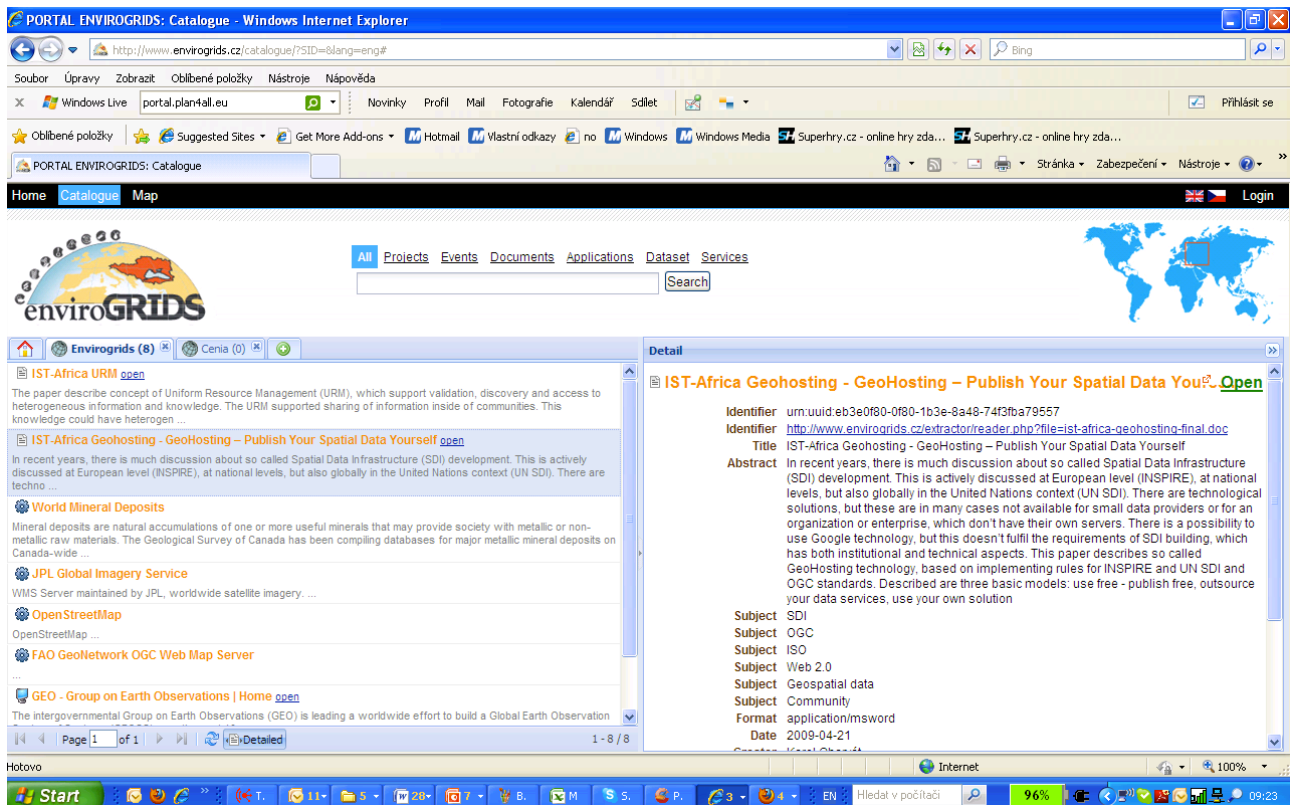 PORTAL ENVIROGRIDS: Catalogue - Windows Internet Explorer
http://www.envirogrids.cz/catalogue/?SID=&lang=eng#
Bing
Soubor Úpravy Zobrazit Oblíbené položky Nástroje Nápověda
X Windows Live portal.plan4all.eu Novinky Profil Mail Fotografie Kalendář Sdílet Přihlásit se
Oblíbené položky Suggested Sites Get More Add-ons Hotmail Vlastní odkazy no Windows Windows Media Superhry.cz - online hry zda... Superhry.cz - online hry zda...
PORTAL ENVIROGRIDS: Catalogue Stránka Zabezpečení Nástroje
Home Catalogue Map Login
enviroGRIDS
All Projects Events Documents Applications Dataset Services
Search
Envirogrids (8) Cenia (0)
IST-Africa URM open
The paper describe concept of Uniform Resource Management (URM), which support validation, discovery and access to
heterogeneous information and knowledge. The URM supported sharing of information inside of communities. This
knowledge could have heterogen ...
IST-Africa Geohosting - GeoHosting – Publish Your Spatial Data Yourself open
In recent years, there is much discussion about so called Spatial Data Infrastructure (SDI) development. This is actively
discussed at European level (INSPIRE), at national levels, but also globally in the United Nations context (UN SDI). There are
techno ...
World Mineral Deposits
Mineral deposits are natural accumulations of one or more useful minerals that may provide society with metallic or non-
metallic raw materials. The Geological Survey of Canada has been compiling databases for major metallic mineral deposits on
Canada-wide ...
JPL Global Imagery Service
WMS Server maintained by JPL, worldwide satellite imagery. ...
OpenStreetMap
OpenStreetMap ...
FAO GeoNetwork OGC Web Map Server
...
GEO - Group on Earth Observations | Home open
The intergovernmental Group on Earth Observations (GEO) is leading a worldwide effort to build a Global Earth Observation
Page 1 of 1 Detailed 1 - 8 / 8
Detail
IST-Africa Geohosting - GeoHosting – Publish Your Spatial Data You... Open
Identifier urn:uuid:eb3e0f80-0f80-1b3e-8a48-74f3fba79557
Identifier http://www.envirogrids.cz/extractor/reader.php?file=ist-africa-geohosting-final.doc
Title IST-Africa Geohosting - GeoHosting – Publish Your Spatial Data Yourself
Abstract In recent years, there is much discussion about so called Spatial Data Infrastructure
(SDI) development. This is actively discussed at European level (INSPIRE), at national
levels, but also globally in the United Nations context (UN SDI). There are technological
solutions, but these are in many cases not available for small data providers or for an
organization or enterprise, which don't have their own servers. There is a possibility to
use Google technology, but this doesn't fulfil the requirements of SDI building, which
has both institutional and technical aspects. This paper describes so called
GeoHosting technology, based on implementing rules for INSPIRE and UN SDI and
OGC standards. Described are three basic models: use free - publish free, outsource
your data services, use your own solution
Subject SDI
Subject OGC
Subject ISO
Subject Web 2.0
Subject Geospatial data
Subject Community
Format application/msword
Date 2009-04-21
Hotovo Internet 100%
Start T. 11 5 28 7 B. M S. P. 3 4 EN Hledat v počítači 96% 09:23